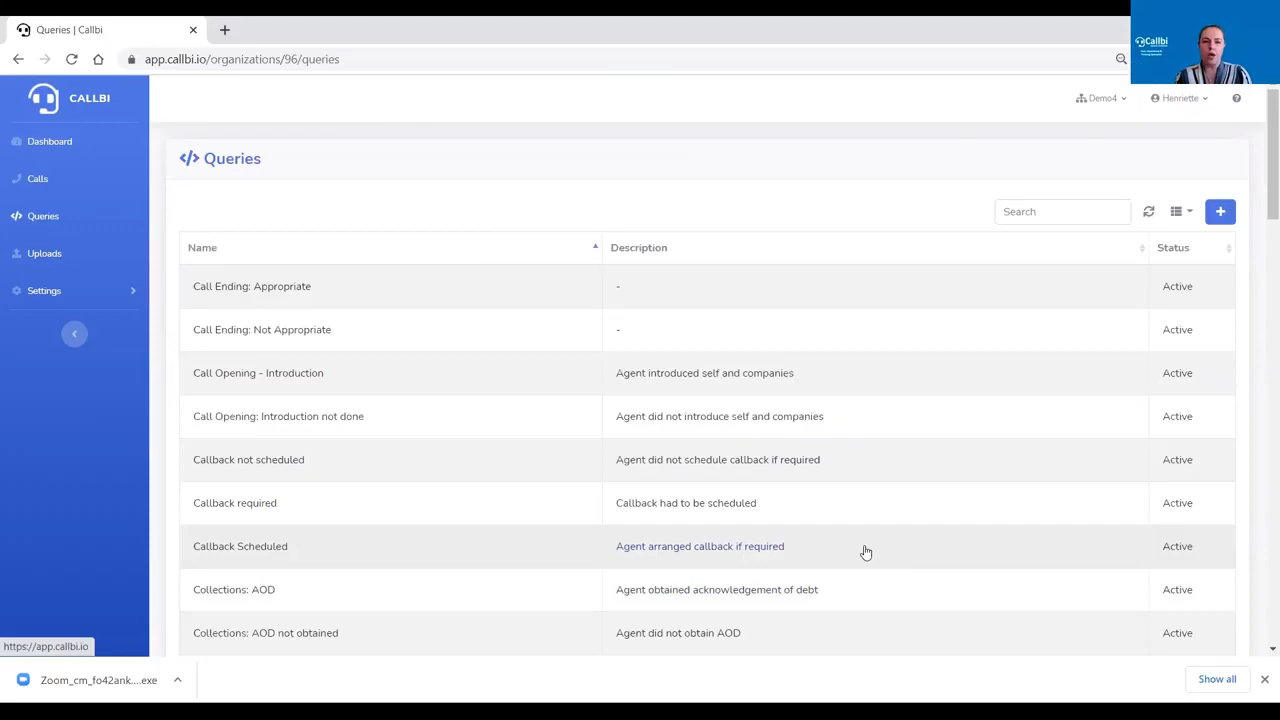 Queries | Callbi
app.callbi.io/organizations/96/queries
Callbi
CALLBI
Demo4
Henriette
Dashboard
Calls
Queries
Uploads
Settings
</> Queries
Search
Name
Description
Status
Call Ending: Appropriate
-
Active
Call Ending: Not Appropriate
-
Active
Call Opening - Introduction
Agent introduced self and companies
Active
Call Opening: Introduction not done
Agent did not introduce self and companies
Active
Callback not scheduled
Agent did not schedule callback if required
Active
Callback required
Callback had to be scheduled
Active
Callback Scheduled
Agent arranged callback if required
Active
Collections: AOD
Agent obtained acknowledgement of debt
Active
Collections: AOD not obtained
Agent did not obtain AOD
Active
https://app.callbi.io
Zoom_cm_fo42ank....exe
Show all